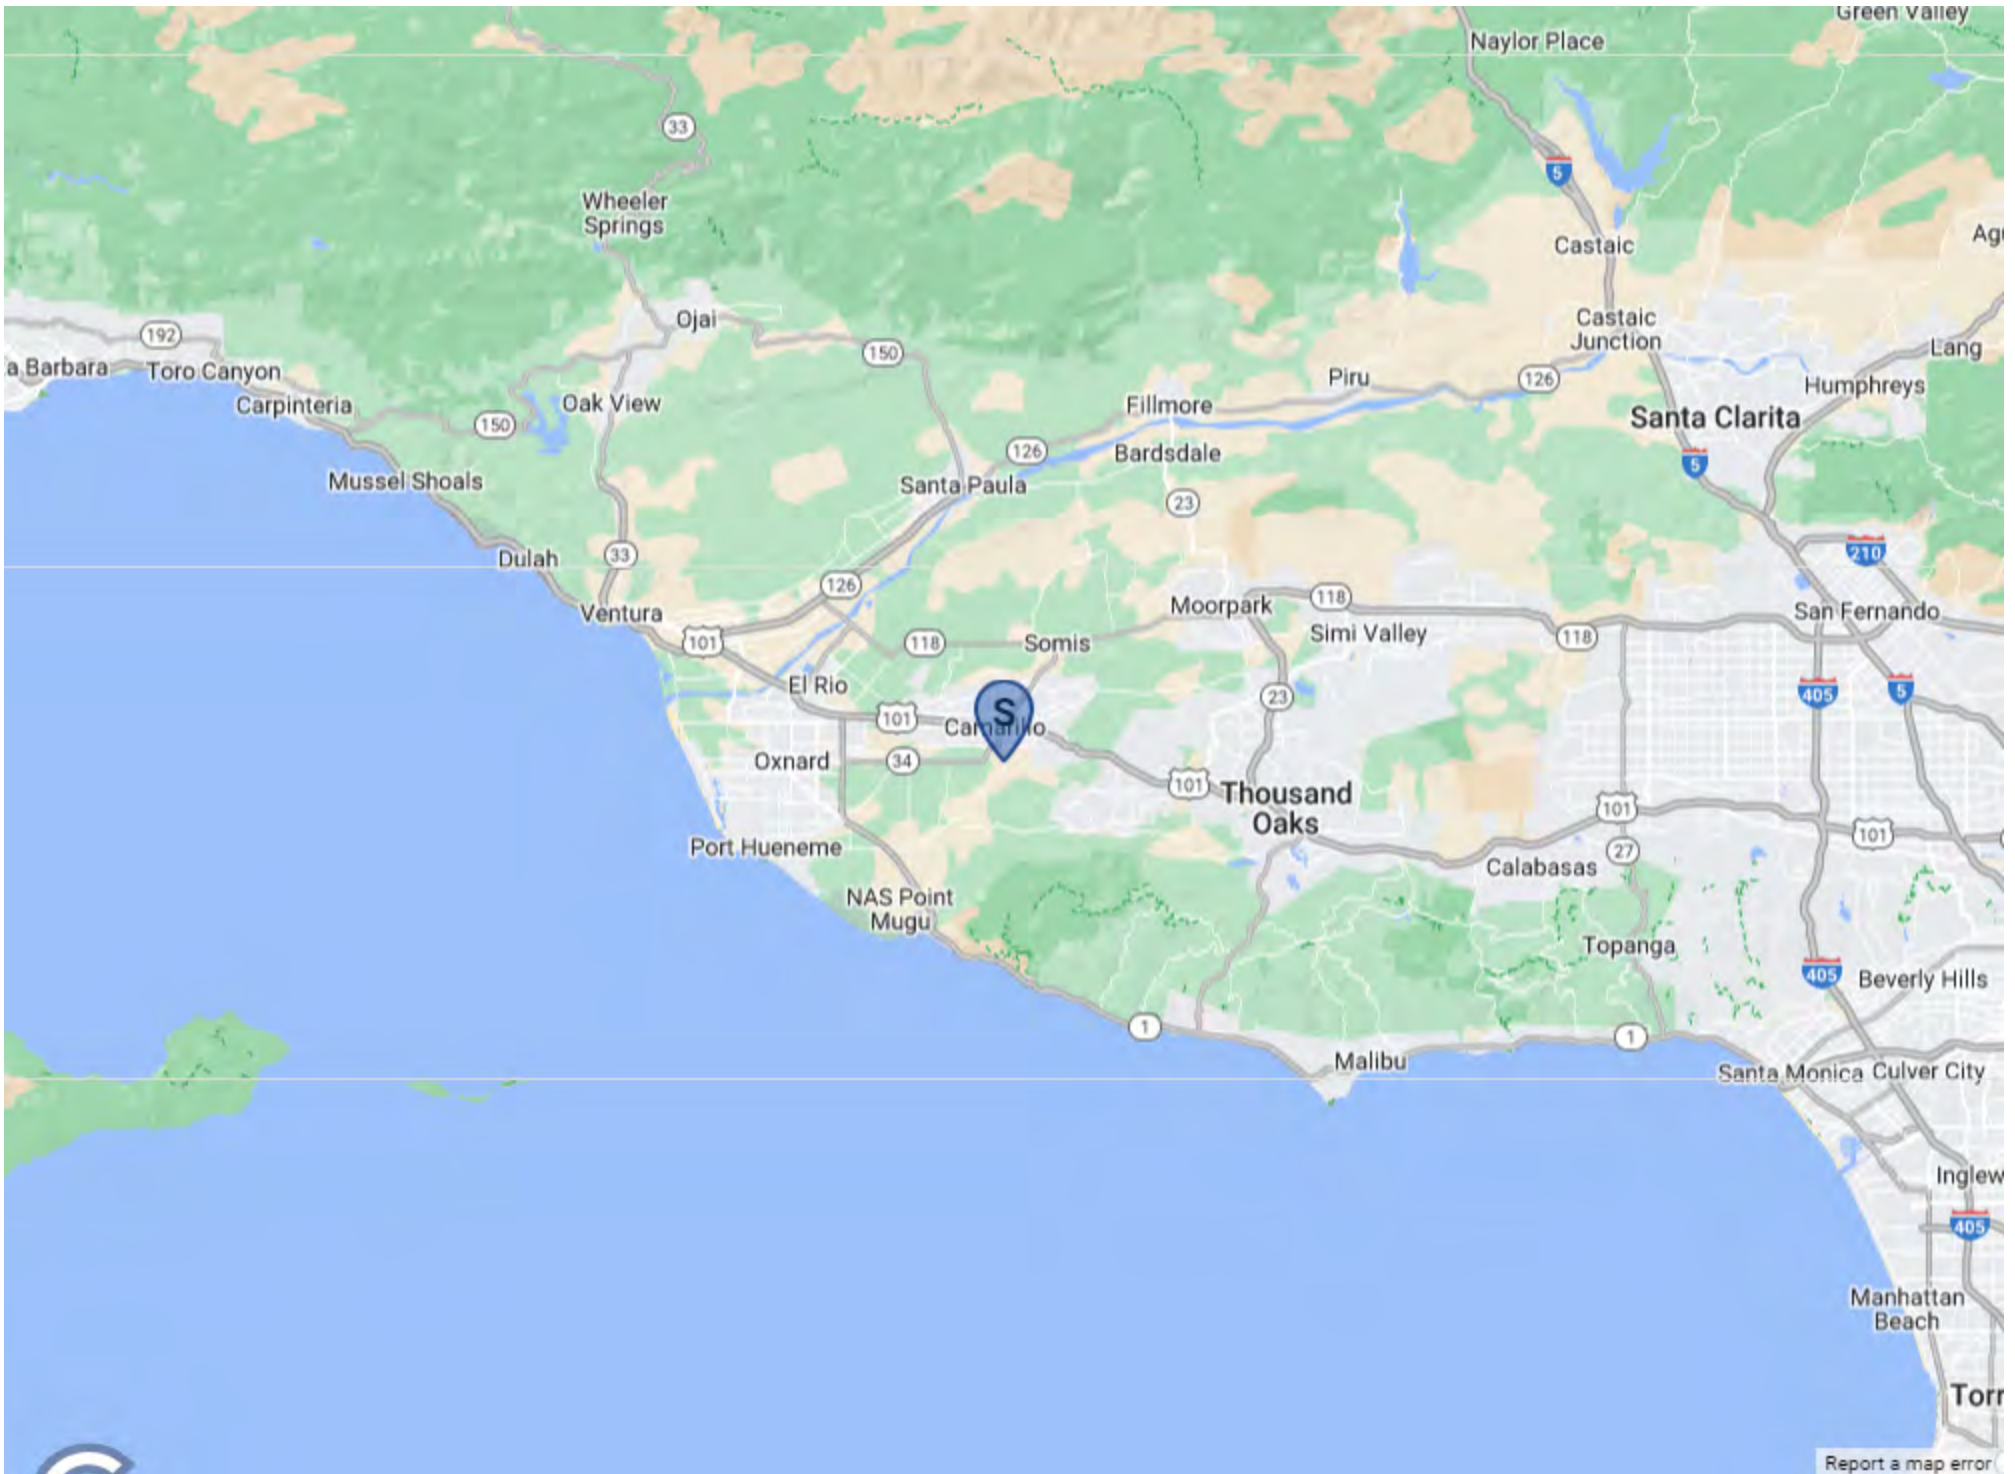 Green Valley
Naylor Place
33
5
Wheeler
Springs
Castaic
Ojai
Castaic
Junction
192
150
Lang
a Barbara
Toro Canyon
Piru
126
Humphreys
Carpinteria
Oak View
Fillmore
Santa Clarita
150
126
Bardsdale
5
Mussel Shoals
Santa Paula
23
Dulah
33
210
126
Ventura
Moorpark
118
San Fernando
101
118
Somis
Simi Valley
118
El Rio
23
405
5
S
101
Camarillo
Oxnard
34
101
Thousand
Oaks
101
101
Port Hueneme
Calabasas
27
NAS Point
Mugu
Topanga
405
Beverly Hills
1
1
Malibu
Santa Monica
Culver City
Inglew
405
Manhattan
Beach
Torr
Report a map error